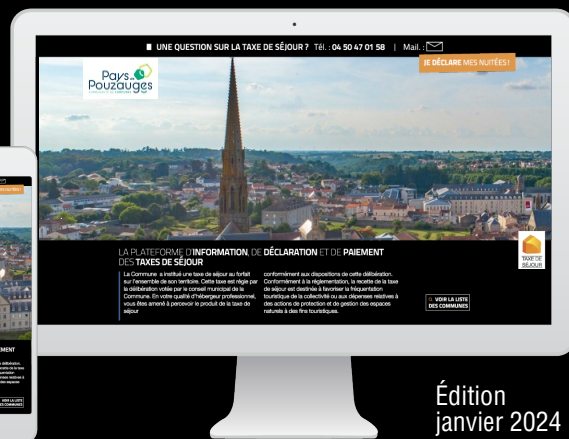 UNE QUESTION SUR LA TAXE DE SÉJOUR ? Tél. : 04 50 47 01 58 | Mail. :
JE DÉCLARE MES NUITÉES !
Pays de
Pouzauges
LA PLATEFORME D'INFORMATION, DE DÉCLARATION ET DE PAIEMENT
DES TAXES DE SÉJOUR
La Commune a institué une taxe de séjour au forfait
sur l'ensemble de son territoire. Cette taxe est régie par
la délibération votée par le conseil municipal de la
Commune. En votre qualité d'hébergeur professionnel,
vous êtes amené à percevoir le produit de la taxe de
séjour
conformément aux dispositions de cette délibération.
Conformément à la réglementation, la recette de la taxe
de séjour est destinée à favoriser la fréquentation
touristique de la collectivité ou aux dépenses relatives à
des actions de protection et de gestion des espaces
naturels à des fins touristiques.
TAXE DE
SÉJOUR
VOIR LA LISTE
DES COMMUNES
EMENT
VOIR LA LISTE
DES COMMUNES
Édition
janvier 2024